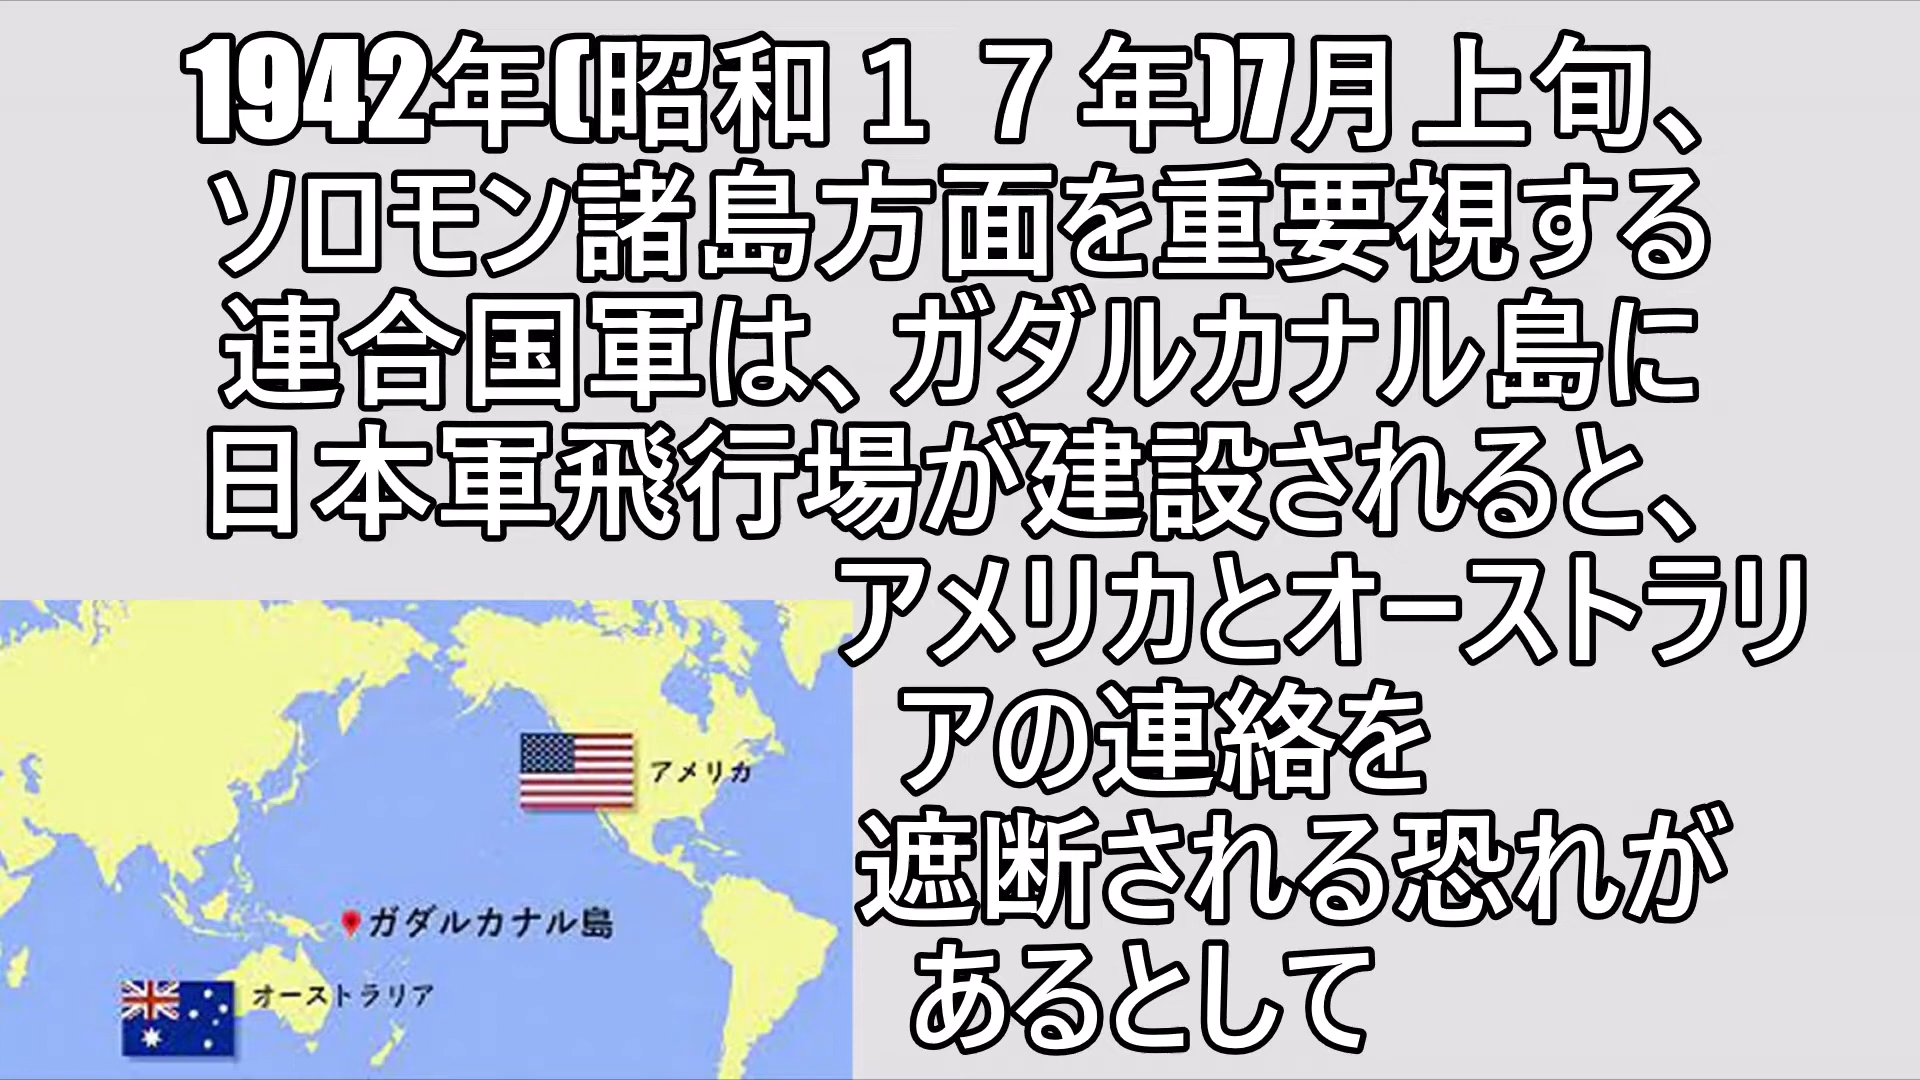 1942年(昭和１７年)7月上旬、
ソロモン諸島方面を重要視する
連合国軍は、ガダルカナル島に
日本軍飛行場が建設されると、
アメリカとオーストラリ
アの連絡を
遮断される恐れが
あるとして
アメリカ
ガダルカナル島
オーストラリア